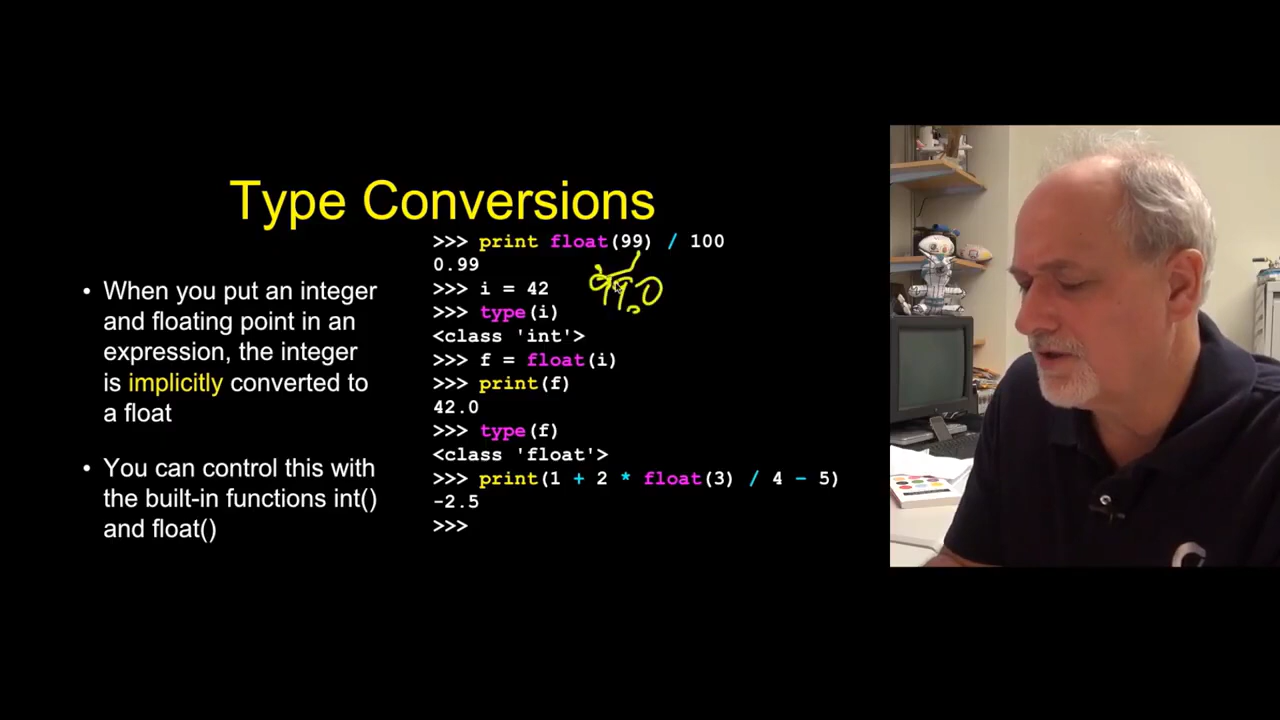 Type Conversions
• When you put an integer
and floating point in an
expression, the integer
is implicitly converted to
a float
• You can control this with
the built-in functions int()
and float()
>>> print float(99) / 100
0.99
99.0
>>> i = 42
>>> type(i)
<class 'int'>
>>> f = float(i)
>>> print(f)
42.0
>>> type(f)
<class 'float'>
>>> print(1 + 2 * float(3) / 4 - 5)
-2.5
>>>